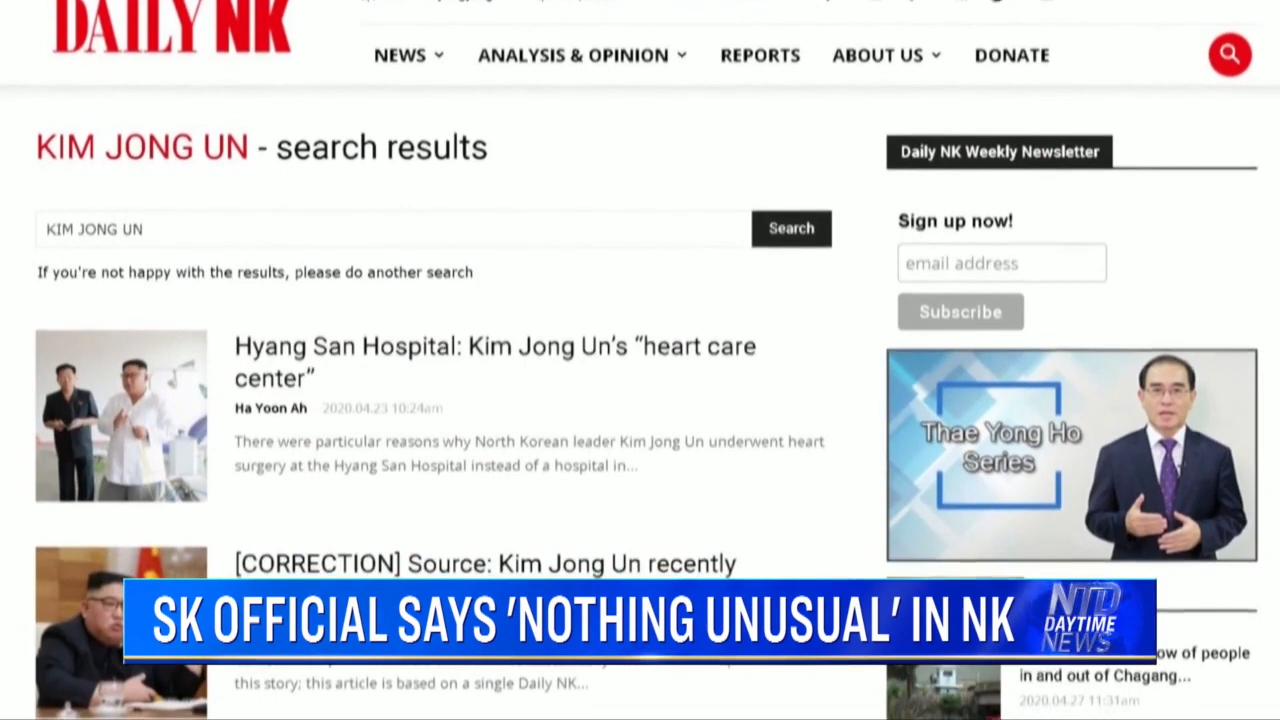 DAILY NK
NEWS ANALYSIS & OPINION REPORTS ABOUT US DONATE
KIM JONG UN - search results
KIM JONG UN
Search
If you're not happy with the results, please do another search
Hyang San Hospital: Kim Jong Un's “heart care
center”
Ha Yoon Ah 2020.04.23 10:24am
There were particular reasons why North Korean leader Kim Jong Un underwent heart
surgery at the Hyang San Hospital instead of a hospital in...
[CORRECTION] Source: Kim Jong Un recently
this story; this article is based on a single Daily NK...
Daily NK Weekly Newsletter
Sign up now!
email address
Subscribe
Thae Yong Ho
Series
of people
in and out of Chagang...
2020.04.27 11:31am
SK OFFICIAL SAYS 'NOTHING UNUSUAL' IN NK
NTD
DAYTIME
NEWS